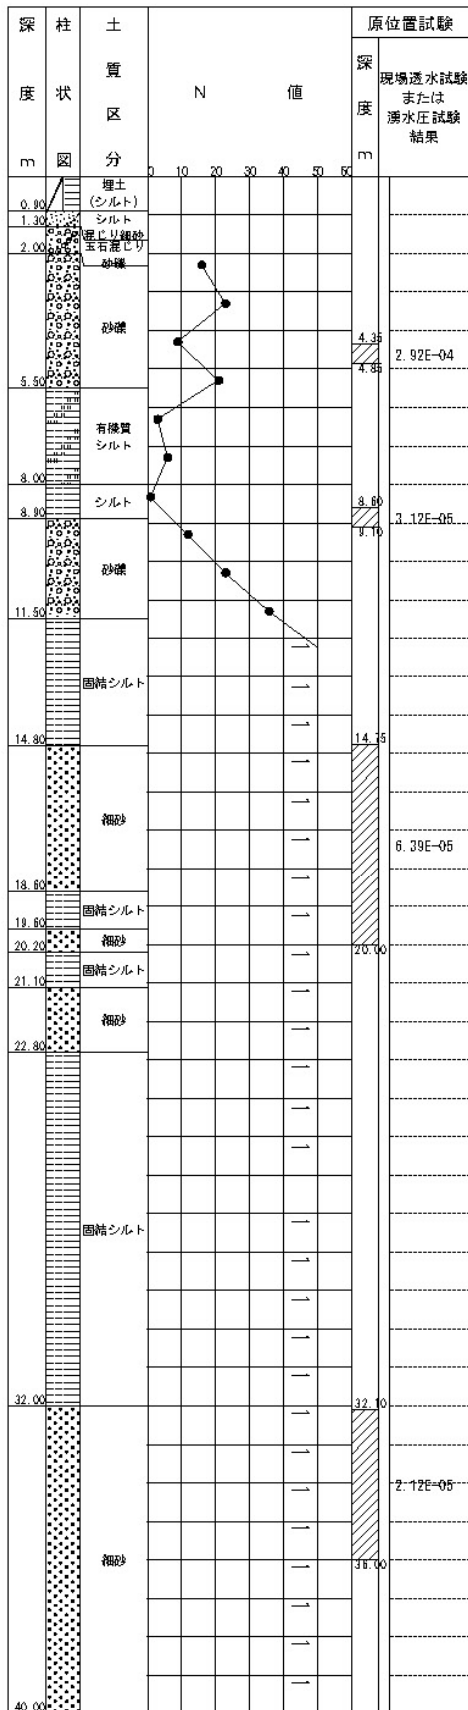 深度m
柱状図
土質区分
N 値
原位置試験
深度m
現場透水試験
または
湧水圧試験
結果
0 10 20 30 40 50 60
埋土
(シルト)
0.90
シルト
1.30
混じり細砂
玉石混じり
2.00
砂礫
砂礫
4.35
2.92E-04
4.85
5.50
有機質
シルト
8.00
シルト
8.60
8.90
3.12E-05
9.10
砂礫
11.50
固結シルト
14.80
14.75
細砂
6.39E-05
18.60
固結シルト
19.60
細砂
20.20
20.00
固結シルト
21.10
細砂
22.80
固結シルト
32.00
32.10
2.12E-05
細砂
36.00
40.00